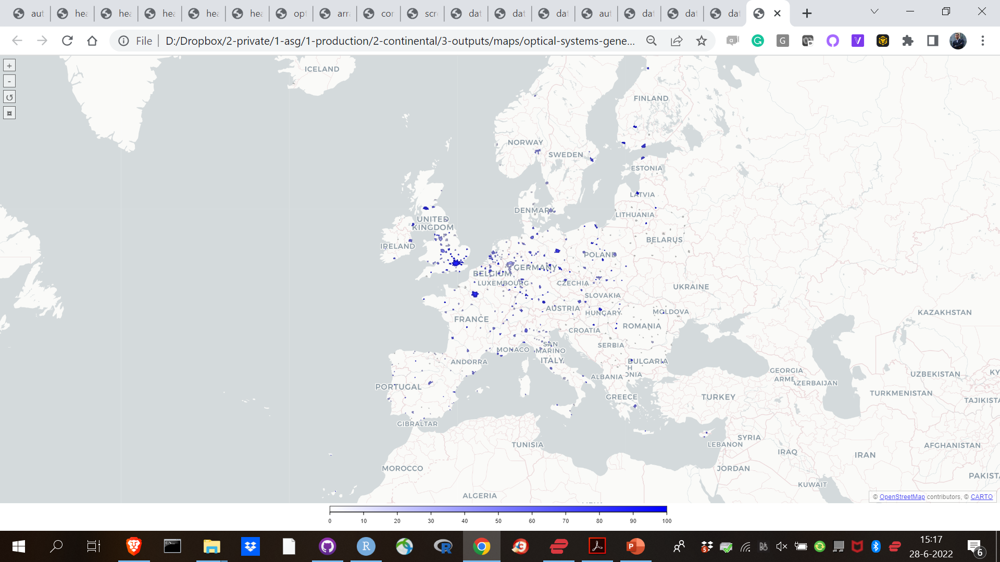 aut
hea
hea
hea
hea
hea
opt
arra
con
scre
dat
dat
dat
aut
dat
dat
dat
File
D:/Dropbox/2-private/1-asg/1-production/2-continental/3-outputs/maps/optical-systems-gene...
+
-
ICELAND
FINLAND
NORWAY
SWEDEN
ESTONIA
LATVIA
DENMARK
LITHUANIA
UNITED
KINGDOM
BELARUS
IRELAND
POLAND
GERMANY
BELGIUM
LUXEMBOURG
CZECHIA
UKRAINE
SLOVAKIA
AUSTRIA
HUNGARY
MOLDOVA
KAZAKHSTAN
FRANCE
ROMANIA
CROATIA
SAN
MARINO
SERBIA
MONACO
ITALY
ANDORRA
BULGARIA
H
ONIA
ALBANIA
GEORGIA
ARME
AZERBAIJAN
UZBEKISTAN
KY
PORTUGAL
GREECE
TURKEY
TURKMENISTAN
TAJIKISTA
GIBRALTAR
TUNISIA
SYRIA
LEBANON
IRAQ
AFGHANISTAN
IRAN
MOROCCO
JORDAN
PAKIST
KUWAIT
ALGERIA
© OpenStreetMap contributors, © CARTO
0 10 20 30 40 50 60 70 80 90 100
15:17
28-6-2022
6